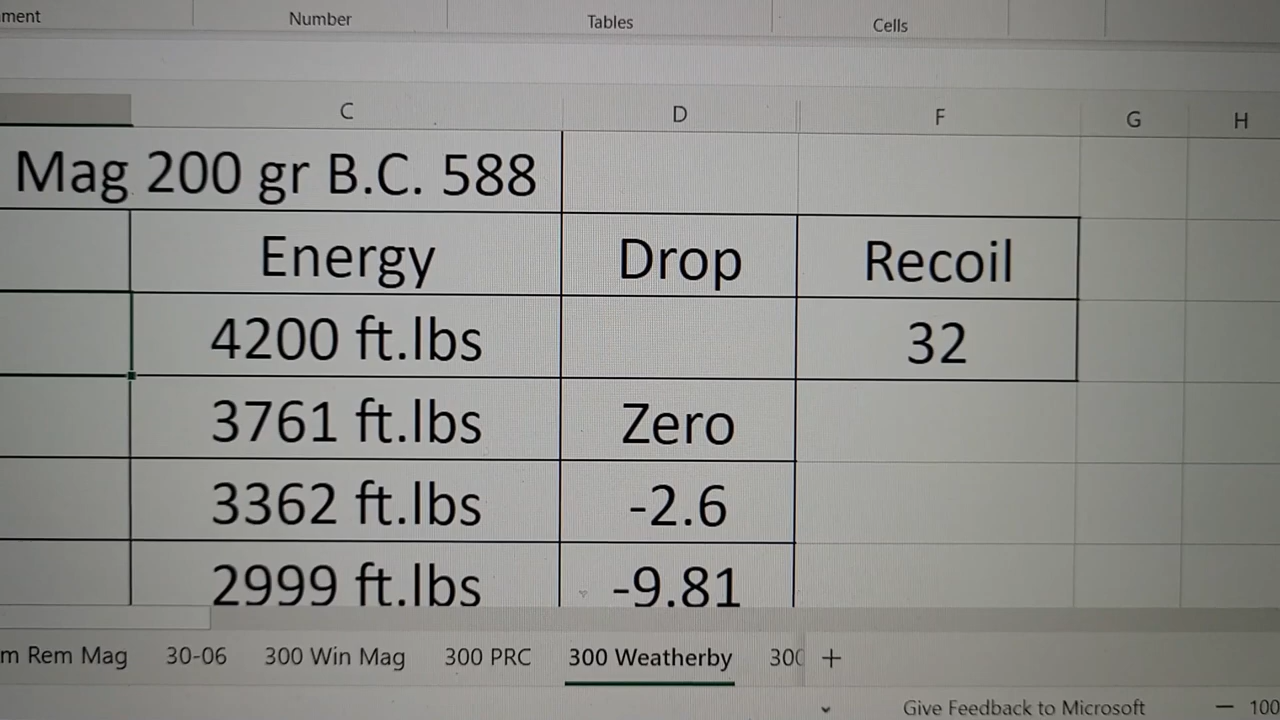 ment Number Tables Cells
C D F G H
Mag 200 gr B.C. 588
Energy Drop Recoil
4200 ft.lbs 32
3761 ft.lbs Zero
3362 ft.lbs -2.6
2999 ft.lbs -9.81
m Rem Mag 30-06 300 Win Mag 300 PRC 300 Weatherby 300 +
Give Feedback to Microsoft — 100